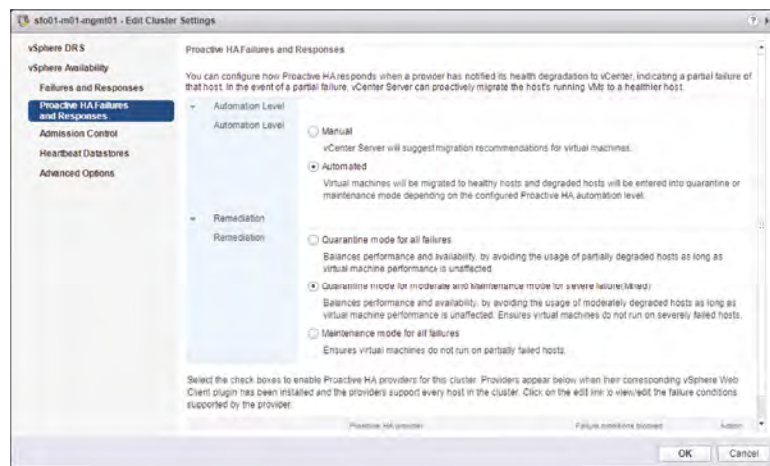 sfo01-m01-mgmt01 - Edit Cluster Settings
?
vSphere DRS
vSphere Availability
Failures and Responses
Proactive HA Failures
and Responses
Admission Control
Heartbeat Datastores
Advanced Options
Proactive HA Failures and Responses
You can configure how Proactive HA responds when a provider has notified its health degradation to vCenter, indicating a partial failure of
that host. In the event of a partial failure, vCenter Server can proactively migrate the host's running VMs to a healthier host.
Automation Level
Automation Level
Manual
vCenter Server will suggest migration recommendations for virtual machines.
Automated
Virtual machines will be migrated to healthy hosts and degraded hosts will be entered into quarantine or
maintenance mode depending on the configured Proactive HA automation level.
Remediation
Remediation
Quarantine mode for all failures
Balances performance and availability, by avoiding the usage of partially degraded hosts as long as
virtual machine performance is unaffected.
Quarantine mode for moderate and Maintenance mode for severe failure(Mixed)
Balances performance and availability, by avoiding the usage of moderately degraded hosts as long as
virtual machine performance is unaffected. Ensures virtual machines do not run on severely failed hosts.
Maintenance mode for all failures
Ensures virtual machines do not run on partially failed hosts.
Select the check boxes to enable Proactive HA providers for this cluster. Providers appear below when their corresponding vSphere Web
Client plugin has been installed and the providers support every host in the cluster. Click on the edit link to view/edit the failure conditions
supported by the provider.
Proactive HA provider
Failure conditions blocked
Action
OK
Cancel